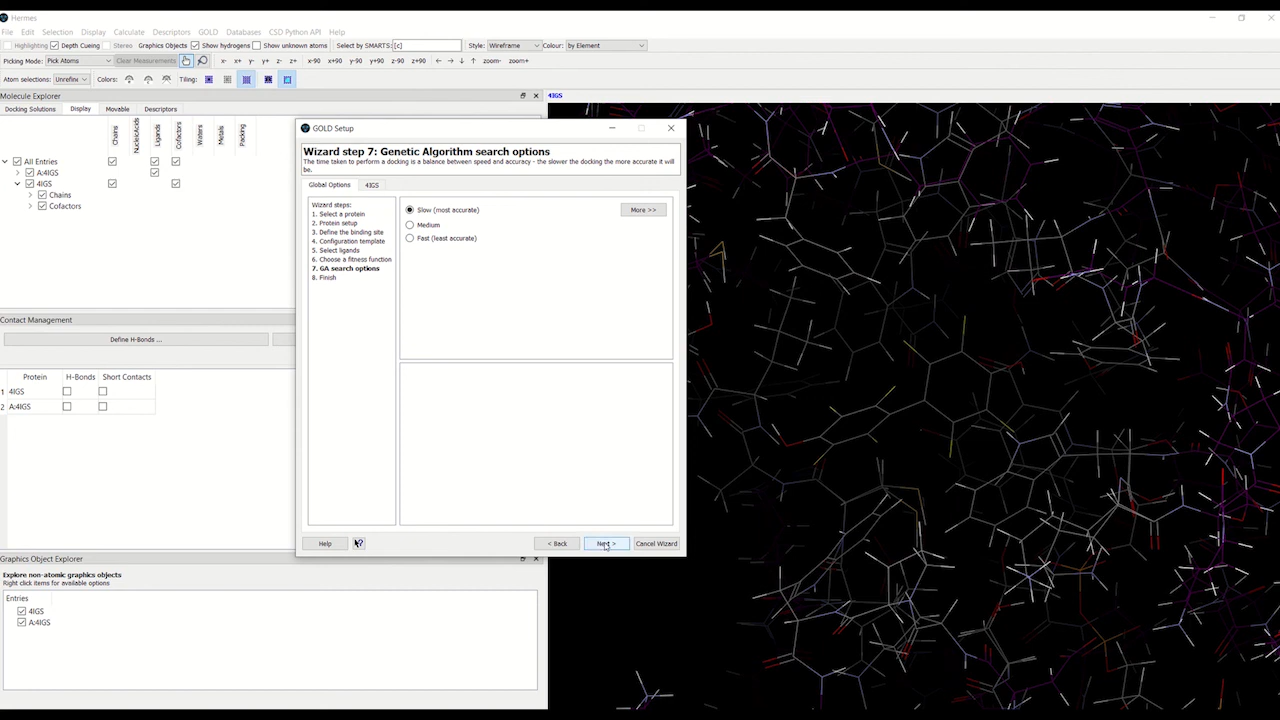 Hermes
File Edit Selection Display Calculate Descriptors GOLD Databases CSD Python API Help
Highlighting Depth Cueing Stereo Graphics Objects Show hydrogens Show unknown atoms Select by SMARTS: [c] Style: Wireframe Colour: by Element
Picking Mode: Pick Atoms Clear Measurements x- x+ y- y+ z- z+ x-90 x+90 y-90 y+90 z-90 z+90 zoom- zoom+
Atom selections: Unrefine Colors: Tiling:
Molecule Explorer
4IGS
Docking Solutions Display Movable Descriptors
Chains NucleicAcids Ligands Cofactors Waters Metals Packing
All Entries
A:4IGS
4IGS
Chains
Cofactors
Contact Management
Define H-Bonds ...
Protein H-Bonds Short Contacts
1 4IGS
2 A:4IGS
Graphics Object Explorer
Explore non-atomic graphics objects
Right click items for available options
Entries
4IGS
A:4IGS
GOLD Setup
Wizard step 7: Genetic Algorithm search options
The time taken to perform a docking is a balance between speed and accuracy - the slower the docking the more accurate it will
be.
Global Options 4IGS
Wizard steps:
1. Select a protein
2. Protein setup
3. Define the binding site
4. Configuration template
5. Select ligands
6. Choose a fitness function
7. GA search options
8. Finish
Slow (most accurate)
More >>
Medium
Fast (least accurate)
Help < Back Next > Cancel Wizard